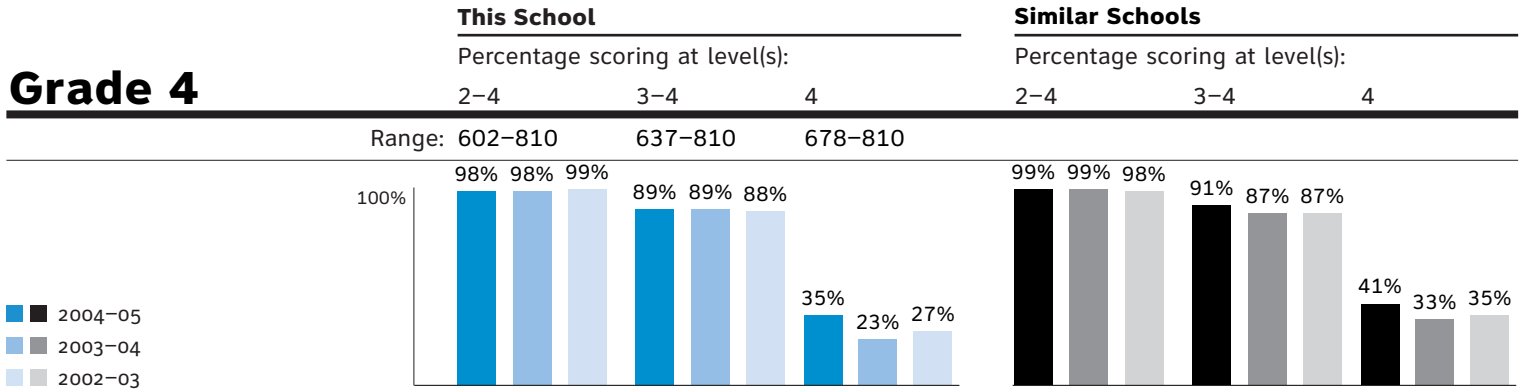 This School Similar Schools
Percentage scoring at level(s): Percentage scoring at level(s):
Grade 4 2–4 3–4 4 2–4 3–4 4
Range: 602–810 637–810 678–810
98% 98% 99% 89% 89% 88% 35% 23% 27% 99% 99% 98% 91% 87% 87% 41% 33% 35%
100%
2004–05
2003–04
2002–03